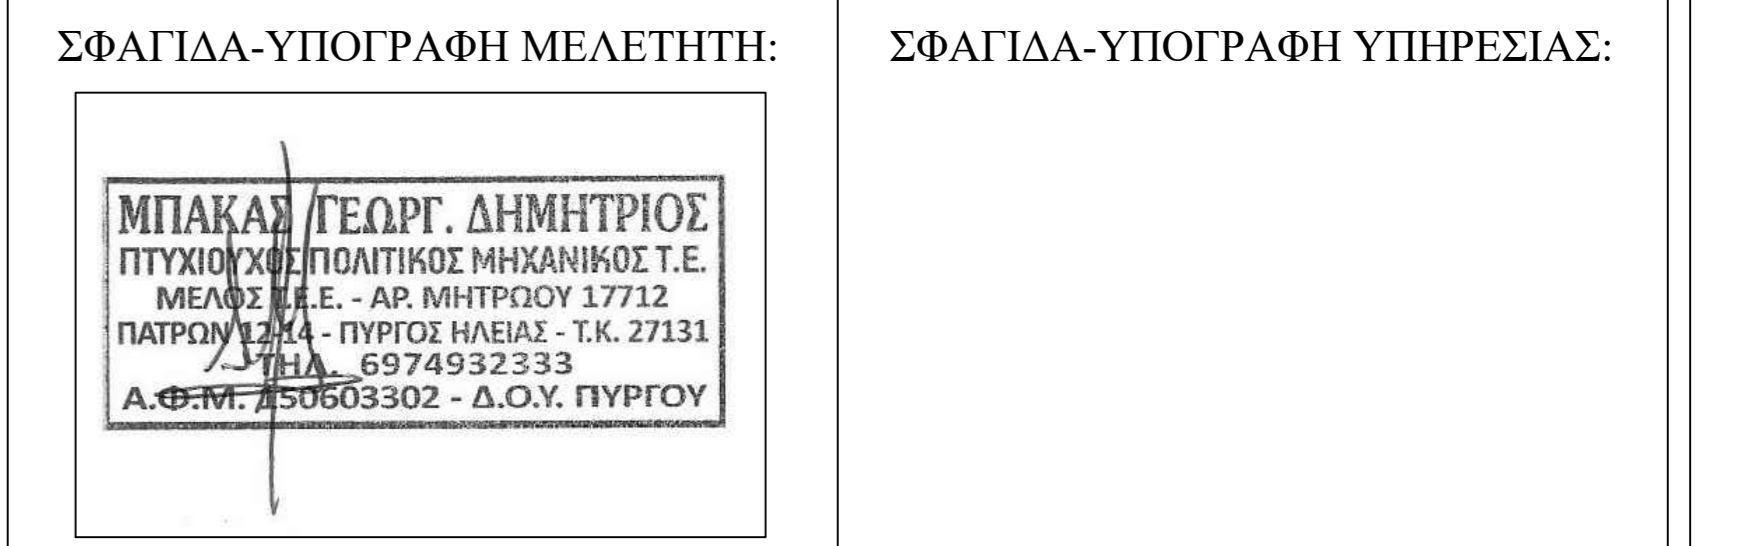 ΣΦΑΓΙΔΑ-ΥΠΟΓΡΑΦΗ ΜΕΛΕΤΗΤΗ:
ΣΦΑΓΙΔΑ-ΥΠΟΓΡΑΦΗ ΥΠΗΡΕΣΙΑΣ:
ΜΠΑΚΑΣ ΓΕΩΡΓ. ΔΗΜΗΤΡΙΟΣ
ΠΤΥΧΙΟΥΧΟΣ ΠΟΛΙΤΙΚΟΣ ΜΗΧΑΝΙΚΟΣ Τ.Ε.
ΜΕΛΟΣ Τ.Ε.Ε. - ΑΡ. ΜΗΤΡΩΟΥ 17712
ΠΑΤΡΩΝ 12-14 - ΠΥΡΓΟΣ ΗΛΕΙΑΣ - Τ.Κ. 27131
ΤΗΛ. 6974932333
Α.Φ.Μ. 150603302 - Δ.Ο.Υ. ΠΥΡΓΟΥ